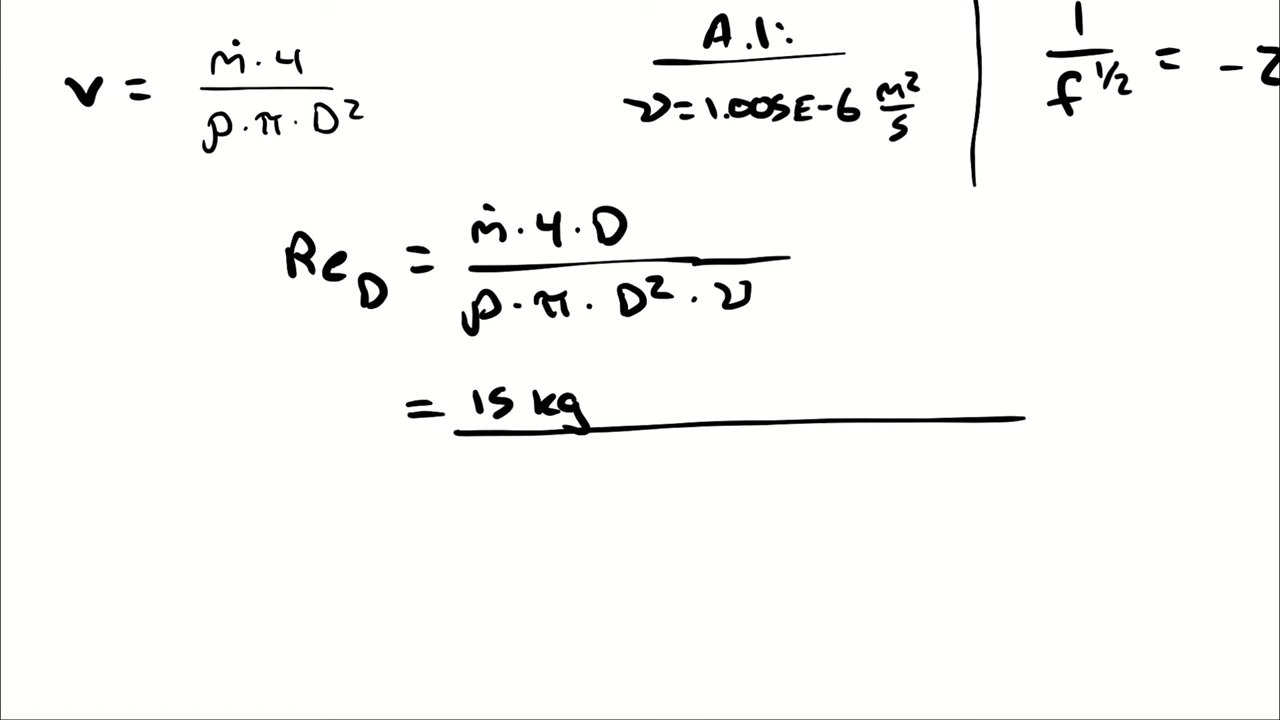 v = ṁ · 4 / ρ · π · D²
A.1:
ν = 1.005E-6 m²/s
1 / f^1/2 = -2
Re_D = ṁ · 4 · D / ρ · π · D² · ν
= 15 kg